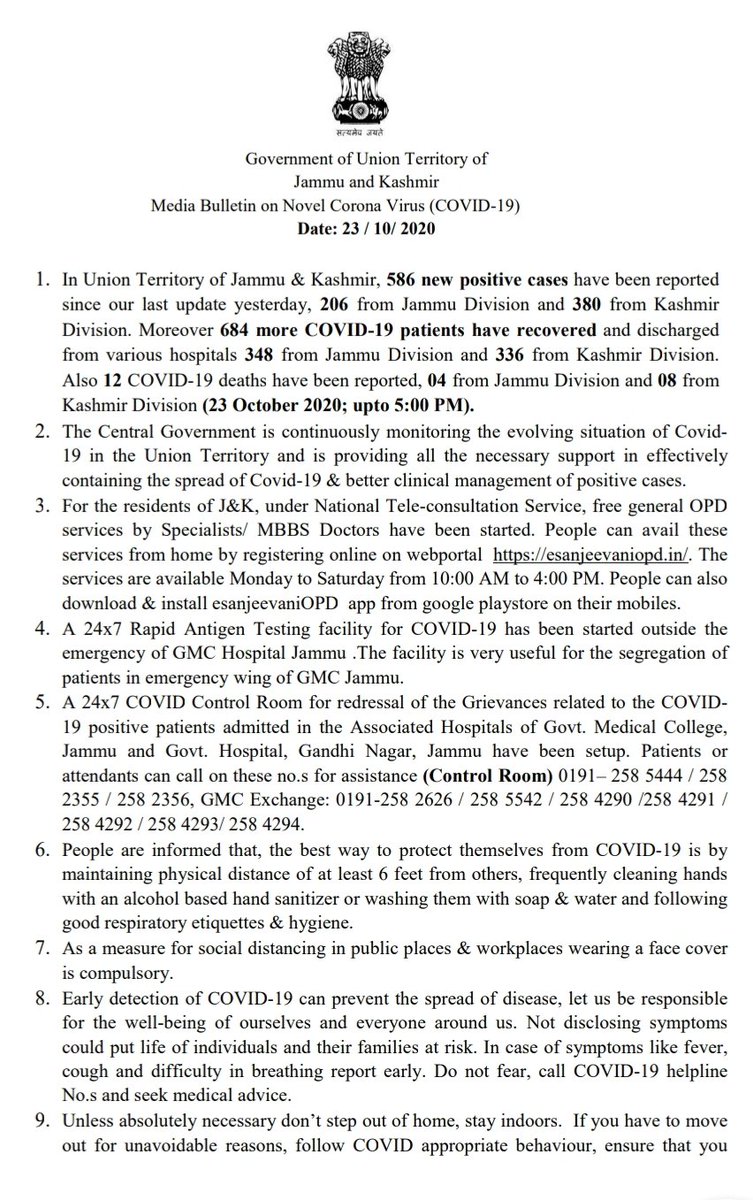 सत्यमेव जयते
Government of Union Territory of
Jammu and Kashmir
Media Bulletin on Novel Corona Virus (COVID-19)
Date: 23 / 10/ 2020
1. In Union Territory of Jammu & Kashmir, 586 new positive cases have been reported
since our last update yesterday, 206 from Jammu Division and 380 from Kashmir
Division. Moreover 684 more COVID-19 patients have recovered and discharged
from various hospitals 348 from Jammu Division and 336 from Kashmir Division.
Also 12 COVID-19 deaths have been reported, 04 from Jammu Division and 08 from
Kashmir Division (23 October 2020; upto 5:00 PM).
2. The Central Government is continuously monitoring the evolving situation of Covid-
19 in the Union Territory and is providing all the necessary support in effectively
containing the spread of Covid-19 & better clinical management of positive cases.
3. For the residents of J&K, under National Tele-consultation Service, free general OPD
services by Specialists/ MBBS Doctors have been started. People can avail these
services from home by registering online on webportal https://esanjeevaniopd.in/. The
services are available Monday to Saturday from 10:00 AM to 4:00 PM. People can also
download & install esanjeevaniOPD app from google playstore on their mobiles.
4. A 24x7 Rapid Antigen Testing facility for COVID-19 has been started outside the
emergency of GMC Hospital Jammu .The facility is very useful for the segregation of
patients in emergency wing of GMC Jammu.
5. A 24x7 COVID Control Room for redressal of the Grievances related to the COVID-
19 positive patients admitted in the Associated Hospitals of Govt. Medical College,
Jammu and Govt. Hospital, Gandhi Nagar, Jammu have been setup. Patients or
attendants can call on these no.s for assistance (Control Room) 0191– 258 5444 / 258
2355 / 258 2356, GMC Exchange: 0191-258 2626 / 258 5542 / 258 4290 /258 4291 /
258 4292 / 258 4293/ 258 4294.
6. People are informed that, the best way to protect themselves from COVID-19 is by
maintaining physical distance of at least 6 feet from others, frequently cleaning hands
with an alcohol based hand sanitizer or washing them with soap & water and following
good respiratory etiquettes & hygiene.
7. As a measure for social distancing in public places & workplaces wearing a face cover
is compulsory.
8. Early detection of COVID-19 can prevent the spread of disease, let us be responsible
for the well-being of ourselves and everyone around us. Not disclosing symptoms
could put life of individuals and their families at risk. In case of symptoms like fever,
cough and difficulty in breathing report early. Do not fear, call COVID-19 helpline
No.s and seek medical advice.
9. Unless absolutely necessary don’t step out of home, stay indoors. If you have to move
out for unavoidable reasons, follow COVID appropriate behaviour, ensure that you